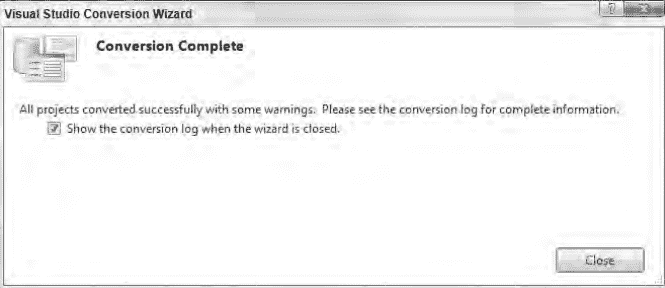 Visual Studio Conversion Wizard
Conversion Complete
All projects converted successfully with some warnings. Please see the conversion log for complete information.
Show the conversion log when the wizard is closed.
Close